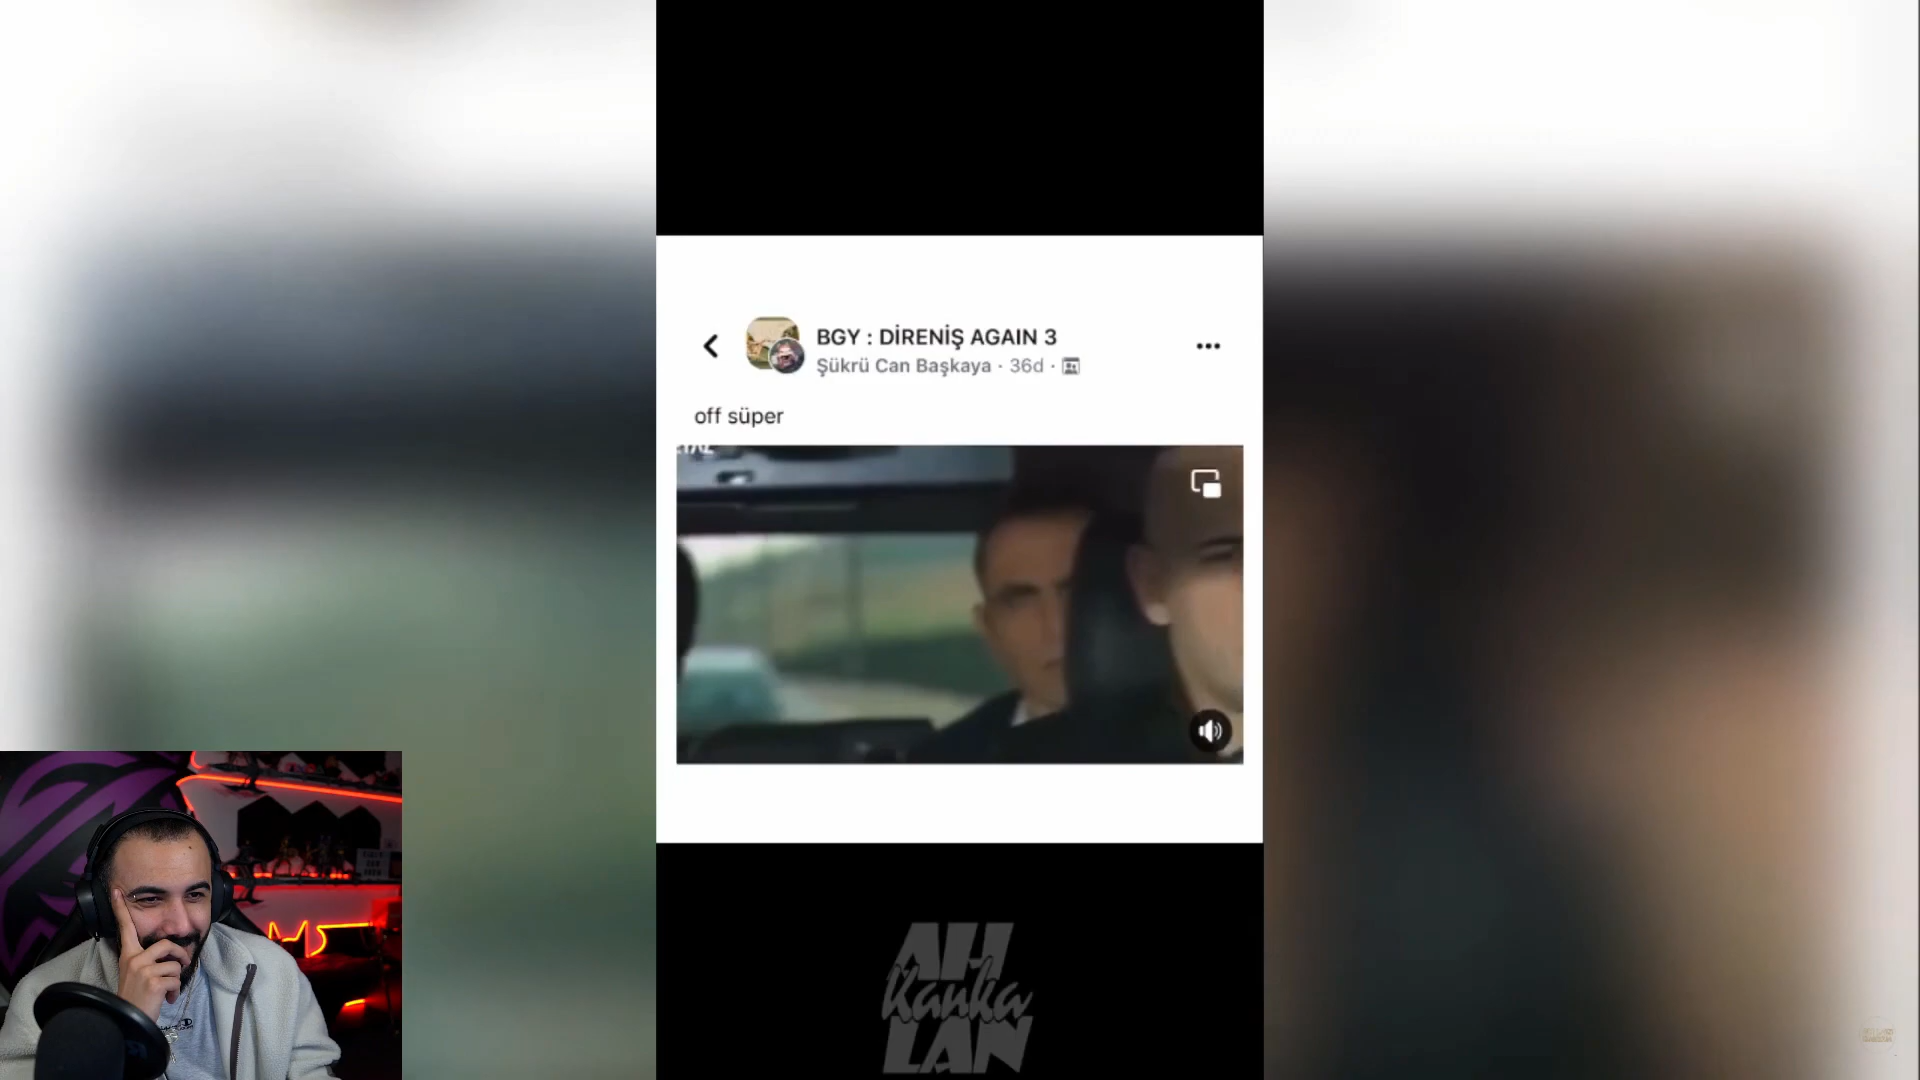 BGY : DİRENİŞ AGAIN 3
Şükrü Can Başkaya · 36d ·
off süper
AH
Kanka
LAN